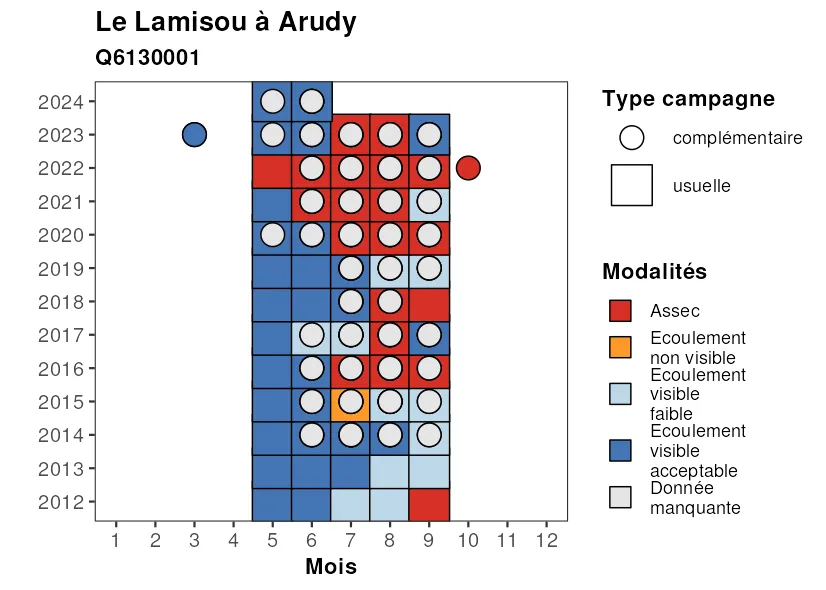 Le Lamisou à Arudy
Q6130001
2024
2023
2022
2021
2020
2019
2018
2017
2016
2015
2014
2013
2012
1 2 3 4 5 6 7 8 9 10 11 12
Mois
Type campagne
complémentaire
usuelle
Modalités
Assec
Ecoulement
non visible
Ecoulement
visible
faible
Ecoulement
visible
acceptable
Donnée
manquante